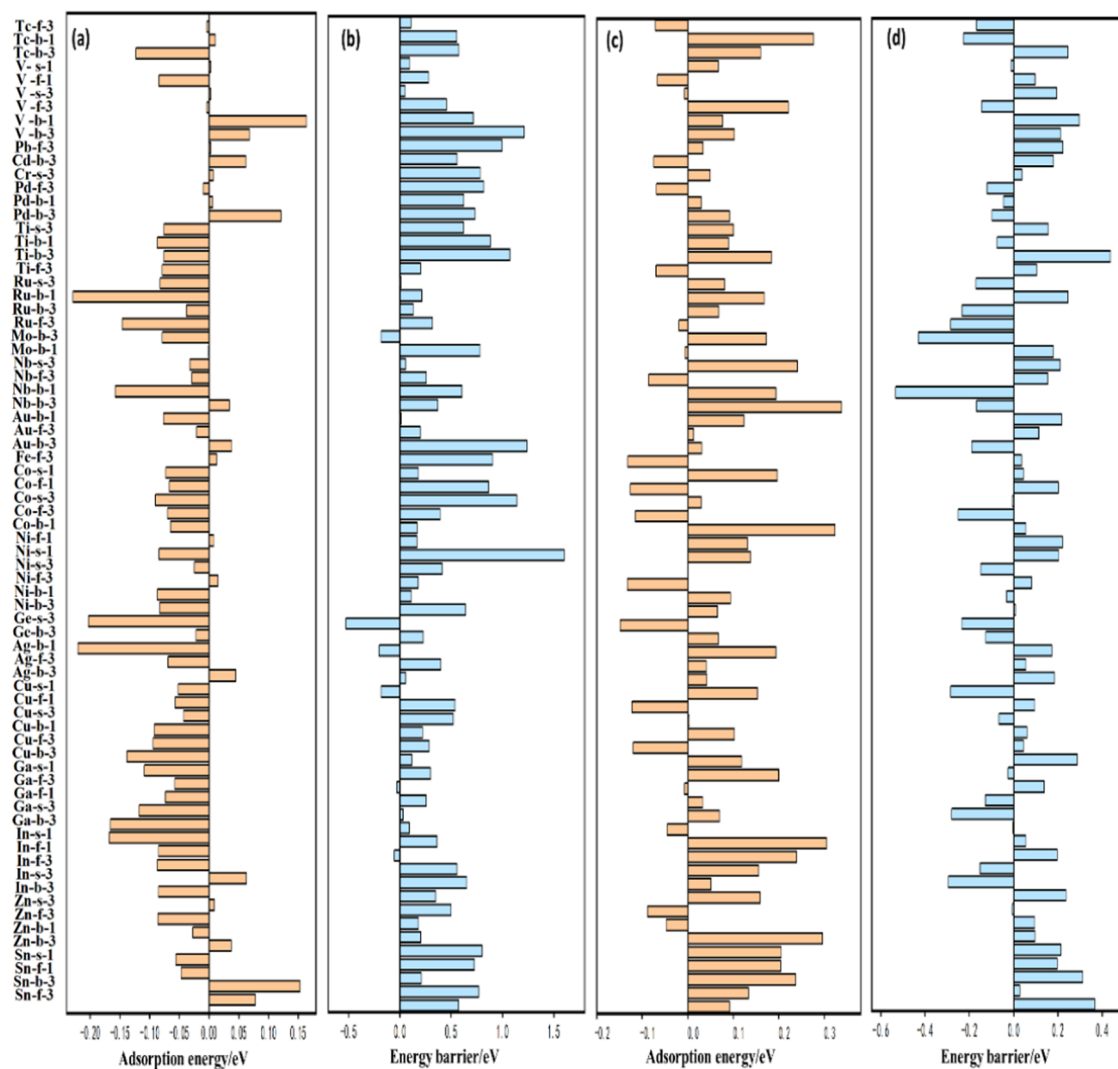 (a)
(b)
(c)
(d)
Tc-f-3
Tc-b-1
Tc-b-3
V- s-1
V -f-1
V -s-3
V -f-3
V -b-1
V -b-3
Pb-f-3
Cd-b-3
Cr-s-3
Pd-f-3
Pd-b-1
Pd-b-3
Ti-s-3
Ti-b-1
Ti-b-3
Ti-f-3
Ru-s-3
Ru-b-1
Ru-b-3
Ru-f-3
Mo-b-3
Mo-b-1
Nb-s-3
Nb-f-3
Nb-b-1
Nb-b-3
Au-b-1
Au-f-3
Au-b-3
Fe-f-3
Co-s-1
Co-f-1
Co-s-3
Co-f-3
Co-b-1
Ni-f-1
Ni-s-1
Ni-s-3
Ni-f-3
Ni-b-1
Ni-b-3
Ge-s-3
Ge-b-3
Ag-b-1
Ag-f-3
Ag-b-3
Cu-s-1
Cu-f-1
Cu-s-3
Cu-b-1
Cu-f-3
Cu-b-3
Ga-s-1
Ga-f-3
Ga-f-1
Ga-s-3
Ga-b-3
In-s-1
In-f-1
In-f-3
In-s-3
In-b-3
Zn-s-3
Zn-f-3
Zn-b-1
Zn-b-3
Sn-s-1
Sn-f-1
Sn-b-3
Sn-f-3
-0.20 -0.15 -0.10 -0.05 0.00 0.05 0.10 0.15
Adsorption energy/eV
-0.5 0.0 0.5 1.0 1.5
Energy barrier/eV
-0.2 -0.1 0.0 0.1 0.2 0.3
Adsorption energy/eV
-0.6 -0.4 -0.2 0.0 0.2 0.4
Energy barrier/eV